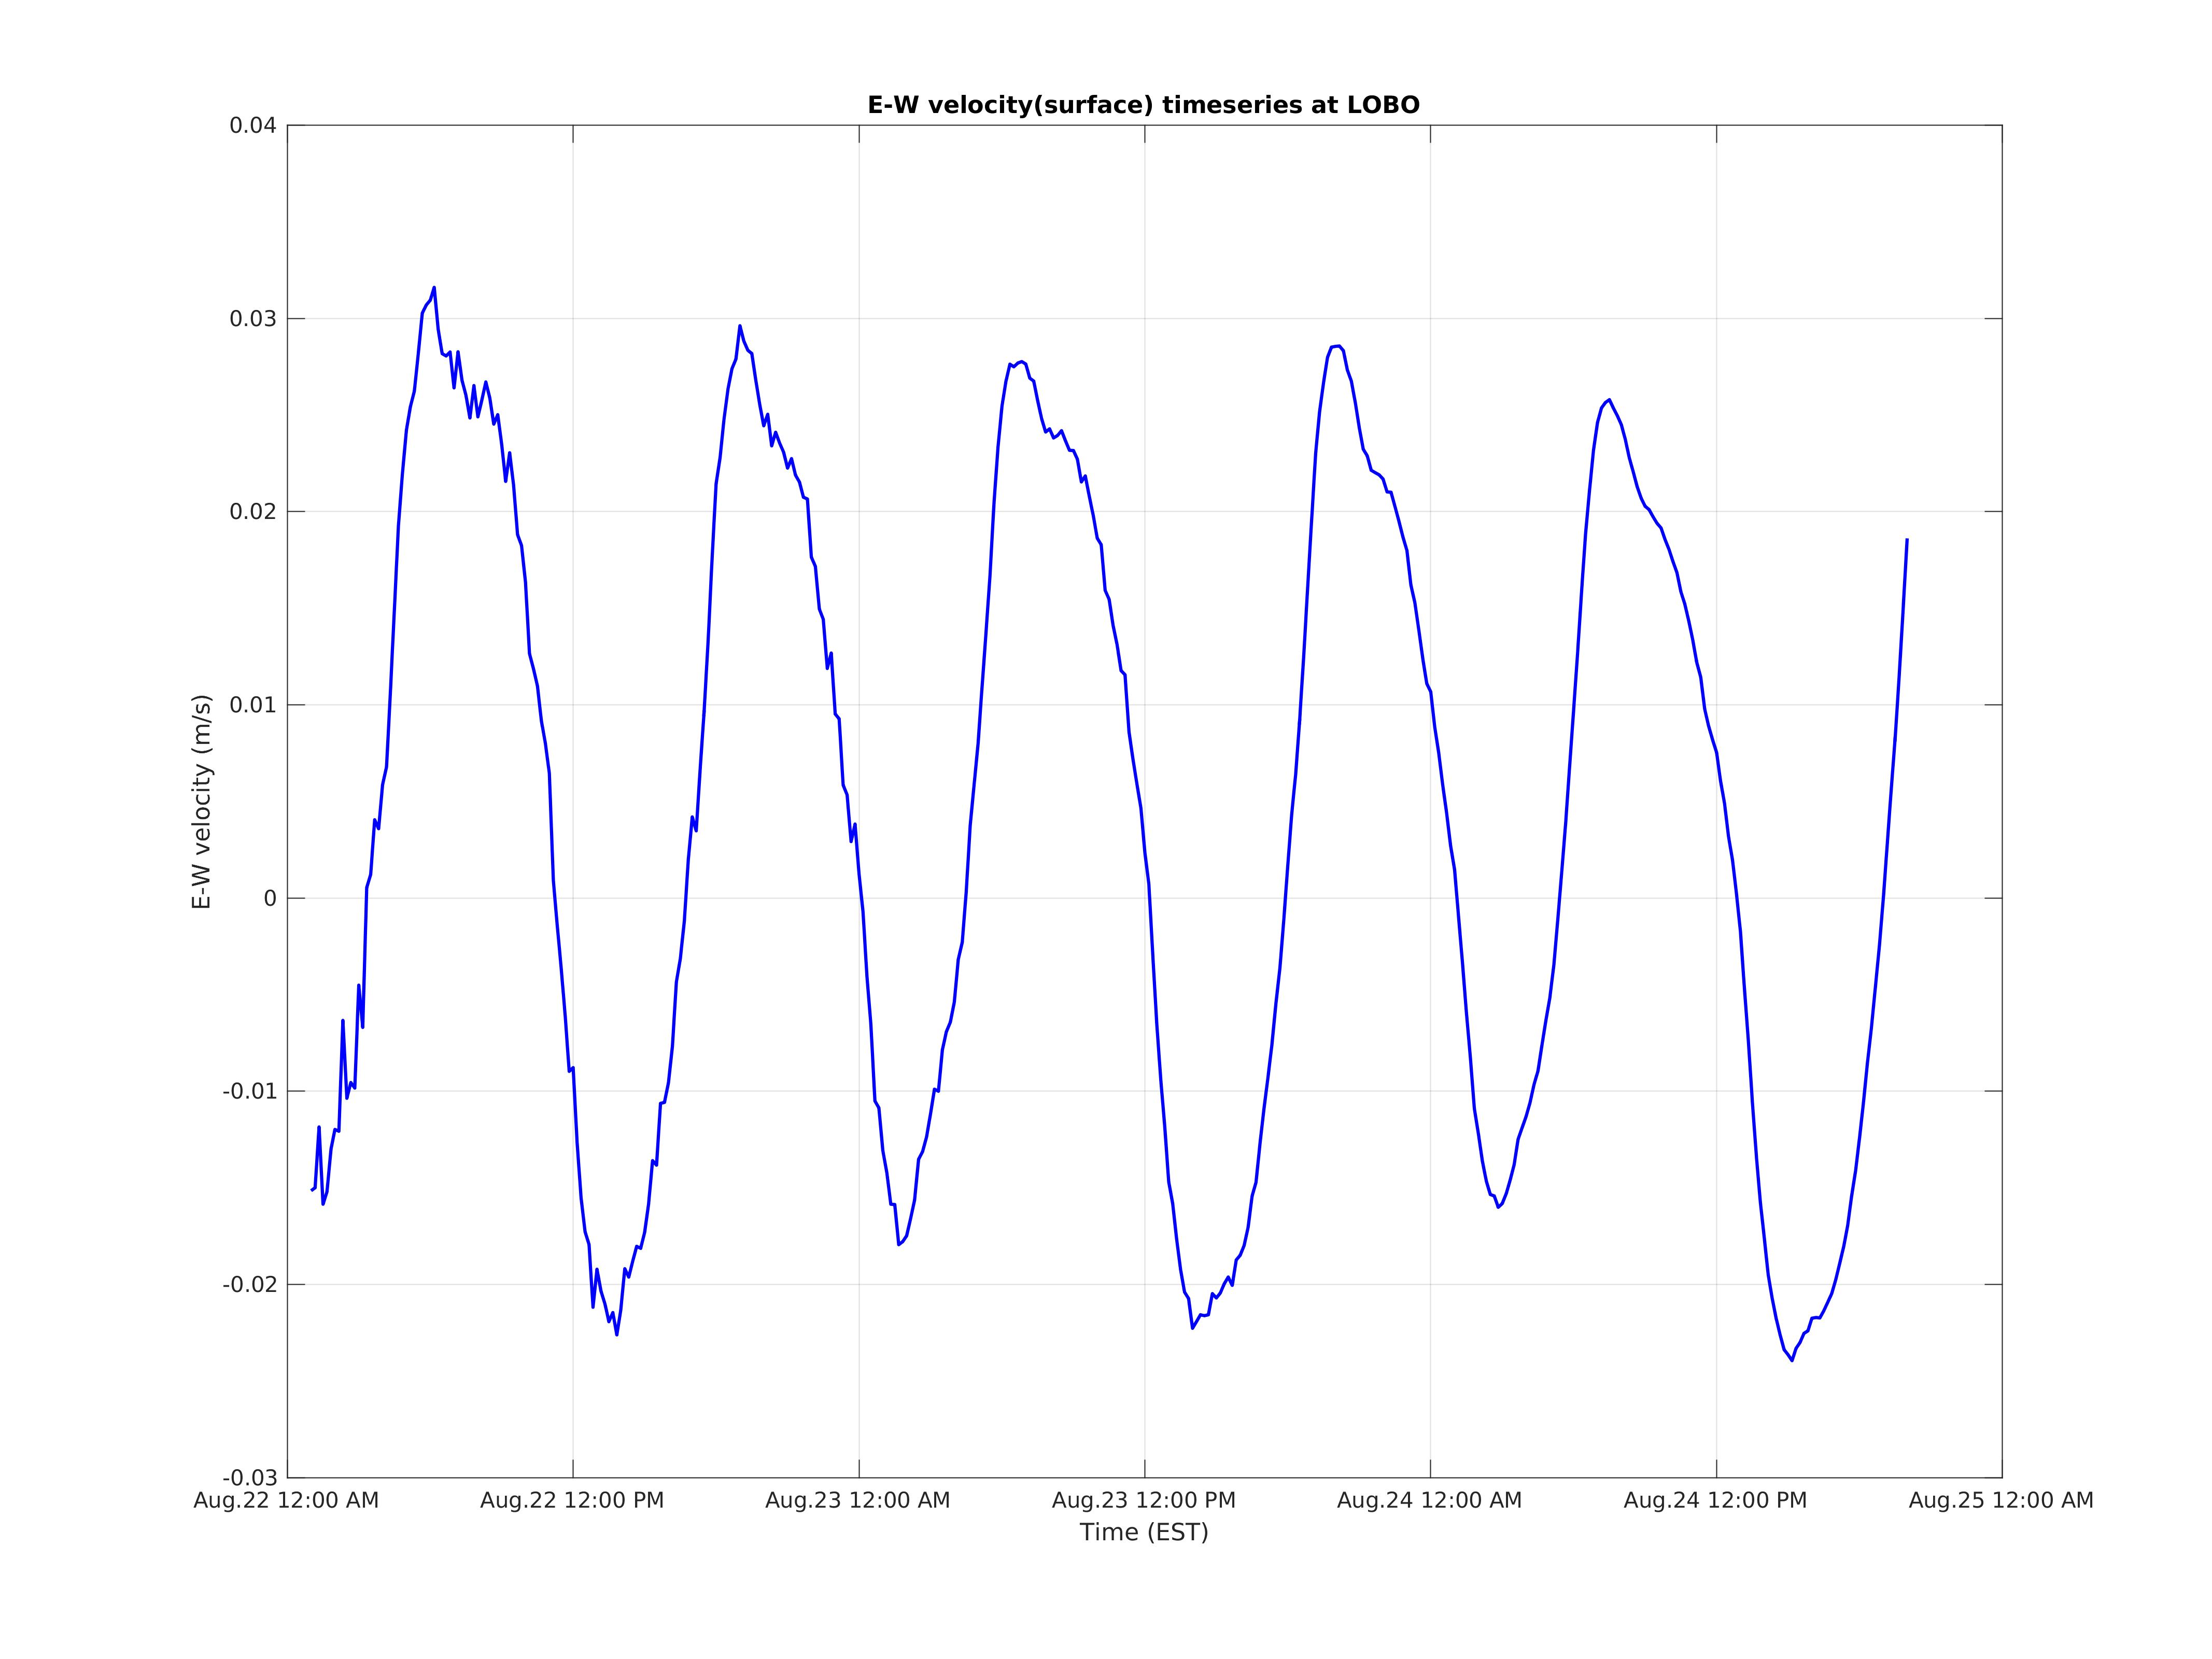 E-W velocity(surface) timeseries at LOBO
0.04
0.03
0.02
0.01
0
-0.01
-0.02
-0.03
E-W velocity (m/s)
Aug.22 12:00 AM
Aug.22 12:00 PM
Aug.23 12:00 AM
Aug.23 12:00 PM
Aug.24 12:00 AM
Aug.24 12:00 PM
Aug.25 12:00 AM
Time (EST)